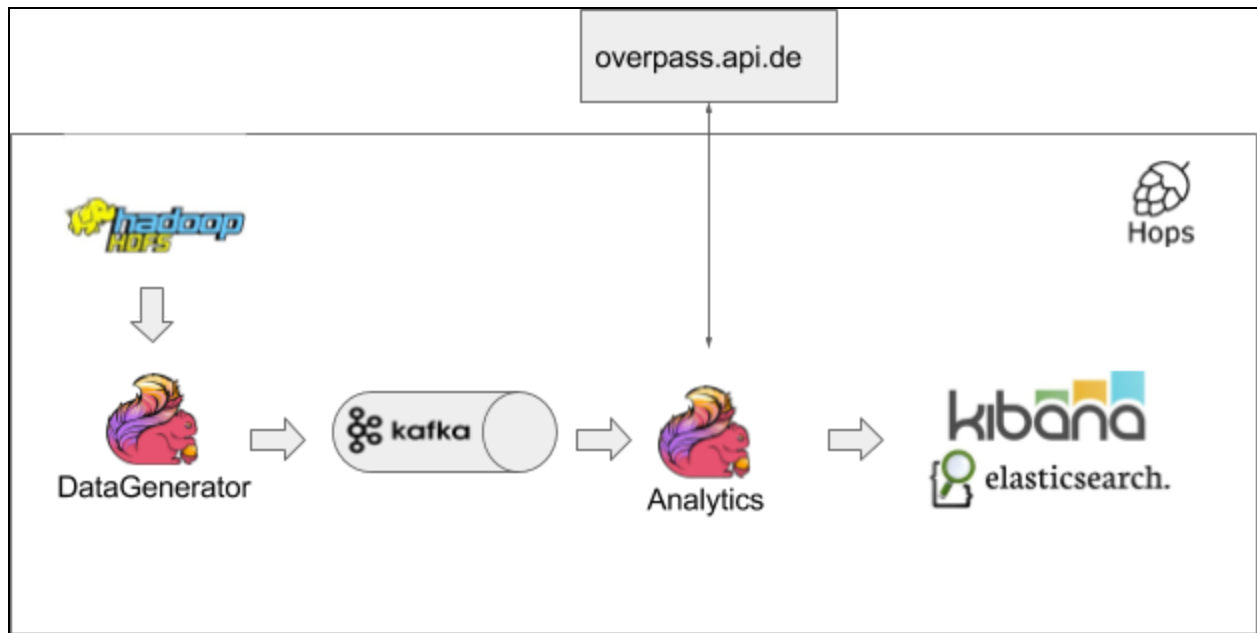 overpass.api.de
hadoop
HDFS
Hops
DataGenerator
kafka
Analytics
kibana
elasticsearch.